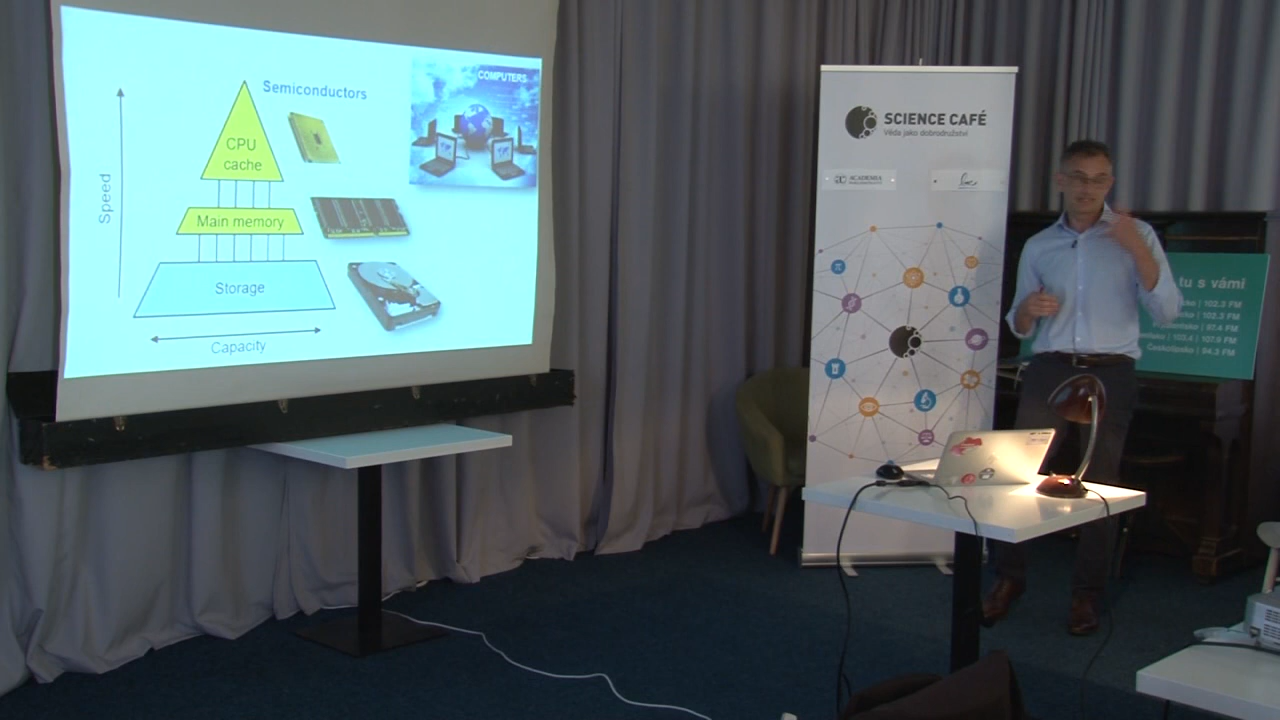 Semiconductors
COMPUTERS
CPU
cache
Speed
Main memory
Storage
Capacity
SCIENCE CAFÉ
Věda jako dobrodružství
ACADEMIA
tu s vámi
102.3 FM
102.3 FM
97.4 FM
103.4 | 107.9 FM
Českolipsko | 94.3 FM